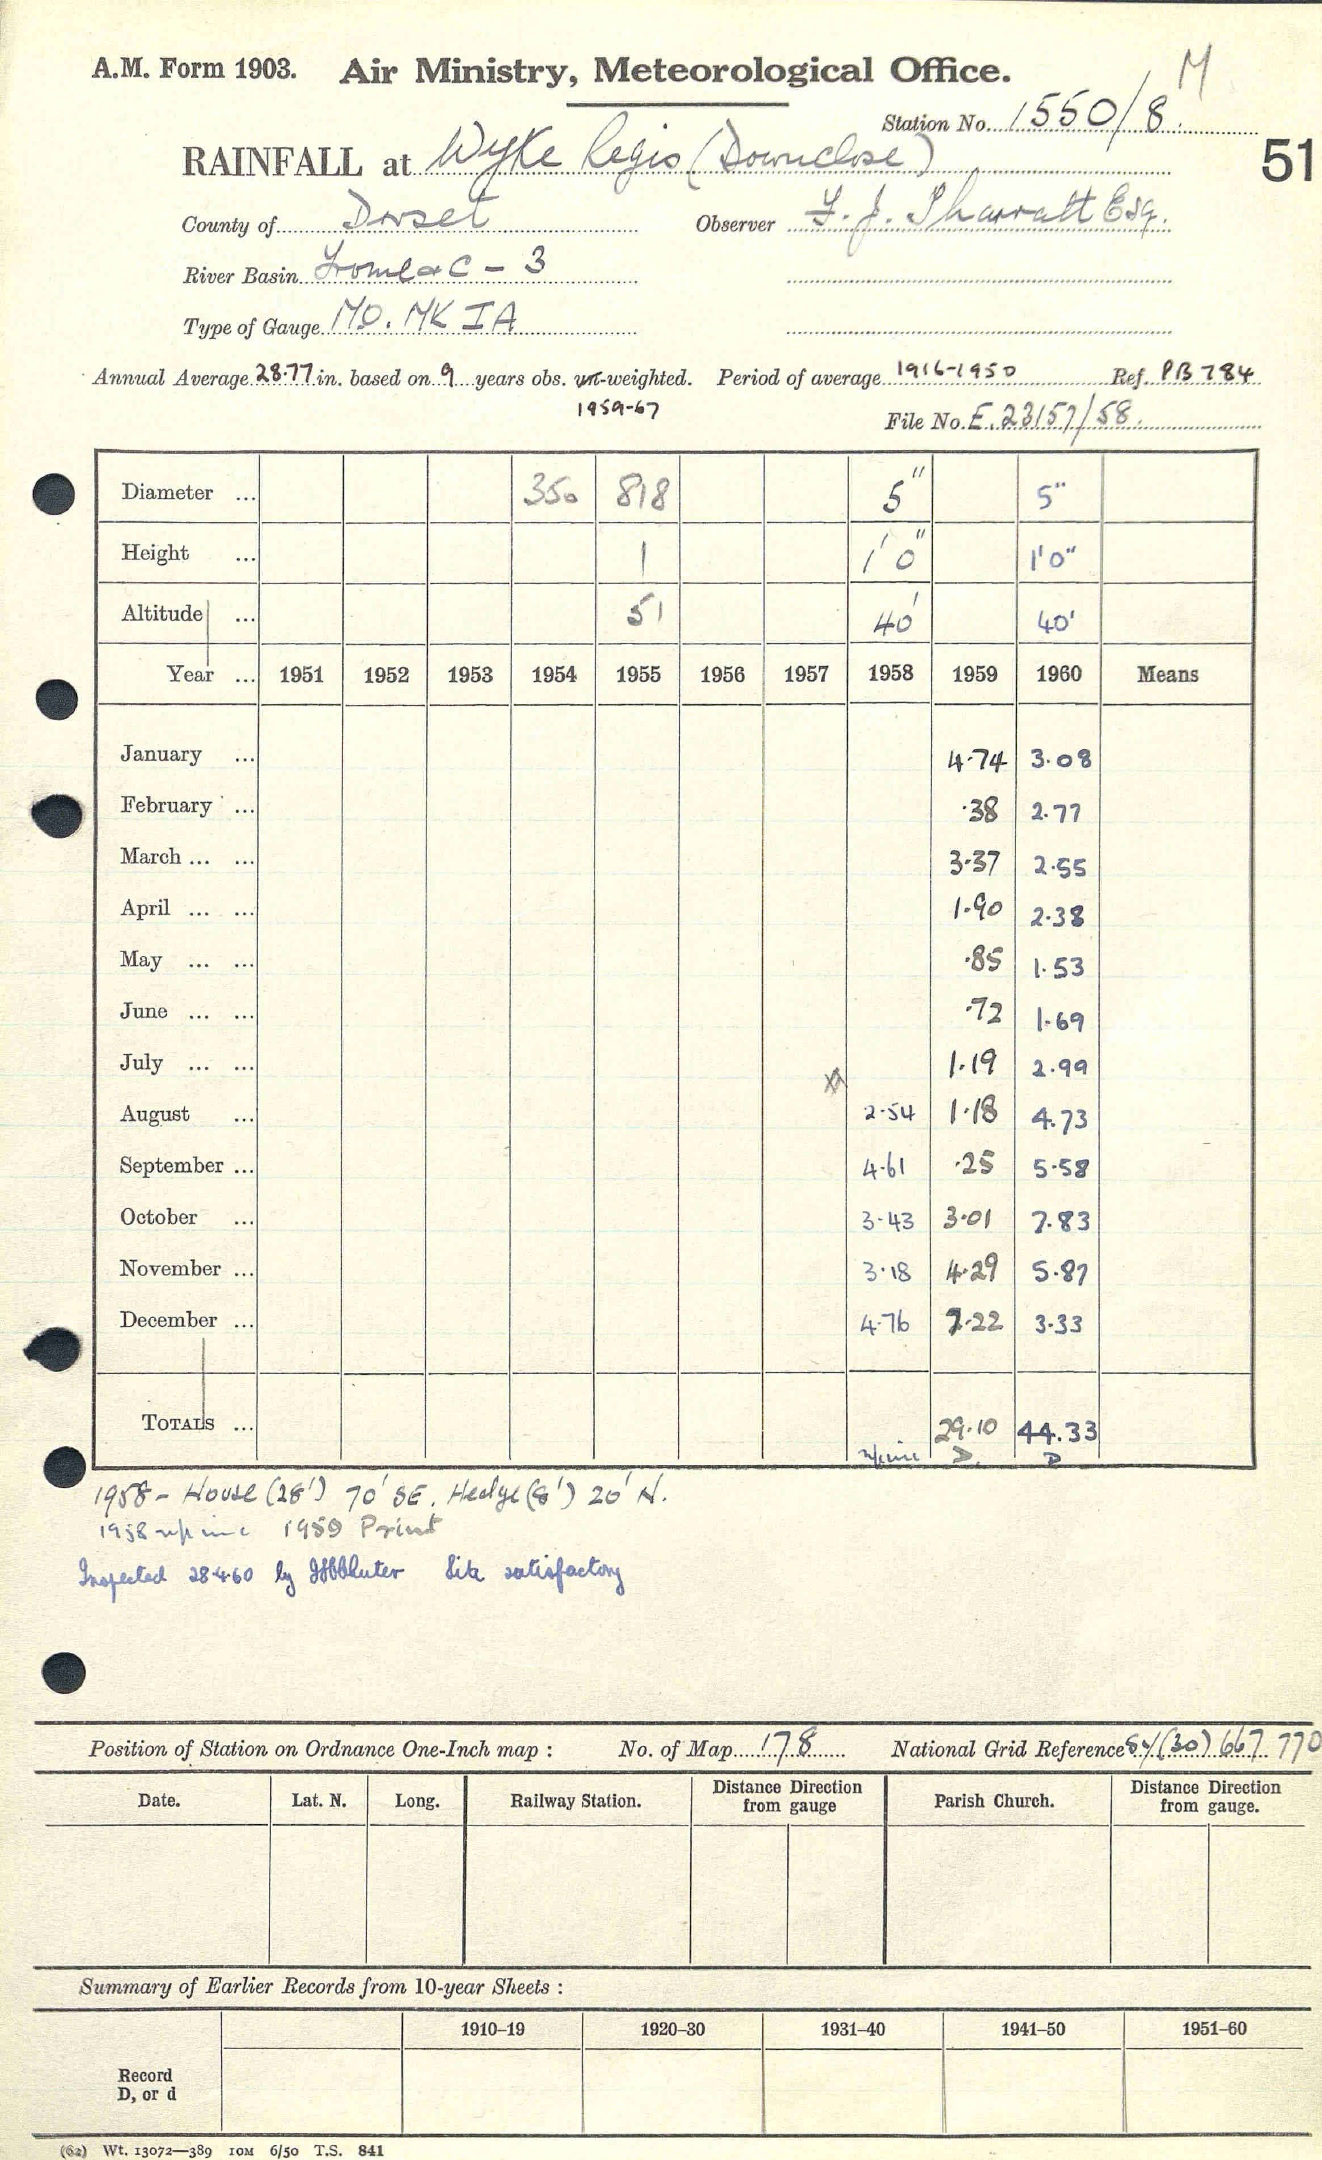 A.M. Form 1903. Air Ministry, Meteorological Office.
M
Station No. 1550/8
51
RAINFALL at Wyke Regis (Downclose)
County of Dorset Observer F. J. Sharratt Esq.
River Basin Frome &c - 3
Type of Gauge MO. MK IA
Annual Average 28.77 in. based on 9 years obs. un-weighted. Period of average 1916-1950 Ref. PB 784
1959-67
File No. E.23157/58.
Diameter ... 350 818 5" 5"
Height ... 1 1'0" 1'0"
Altitude ... 51 40' 40'
Year ... 1951 1952 1953 1954 1955 1956 1957 1958 1959 1960 Means
January ... 4.74 3.08
February ... .38 2.77
March ... ... 3.37 2.55
April ... ... 1.90 2.38
May ... ... .85 1.53
June ... ... .72 1.69
July ... ... 1.19 2.99
August ... 2.54 1.18 4.73
September ... 4.61 .25 5.58
October ... 3.43 3.01 7.83
November ... 3.18 4.29 5.87
December ... 4.76 7.22 3.33
TOTALS ... 29.10 44.33
D. D
1958 - House (28') 70' SE. Hedge (8') 20' N.
1958 1959 Print
Inspected 28.4.60 by Site satisfactory
Position of Station on Ordnance One-Inch map : No. of Map 178 National Grid Reference SY(30) 667 770
Date. Lat. N. Long. Railway Station. Distance Direction from gauge Parish Church. Distance Direction from gauge.
Summary of Earlier Records from 10-year Sheets :
1910–19 1920–30 1931–40 1941–50 1951–60
Record
D, or d
(62) Wt. 13072—389 10M 6/50 T.S. 841